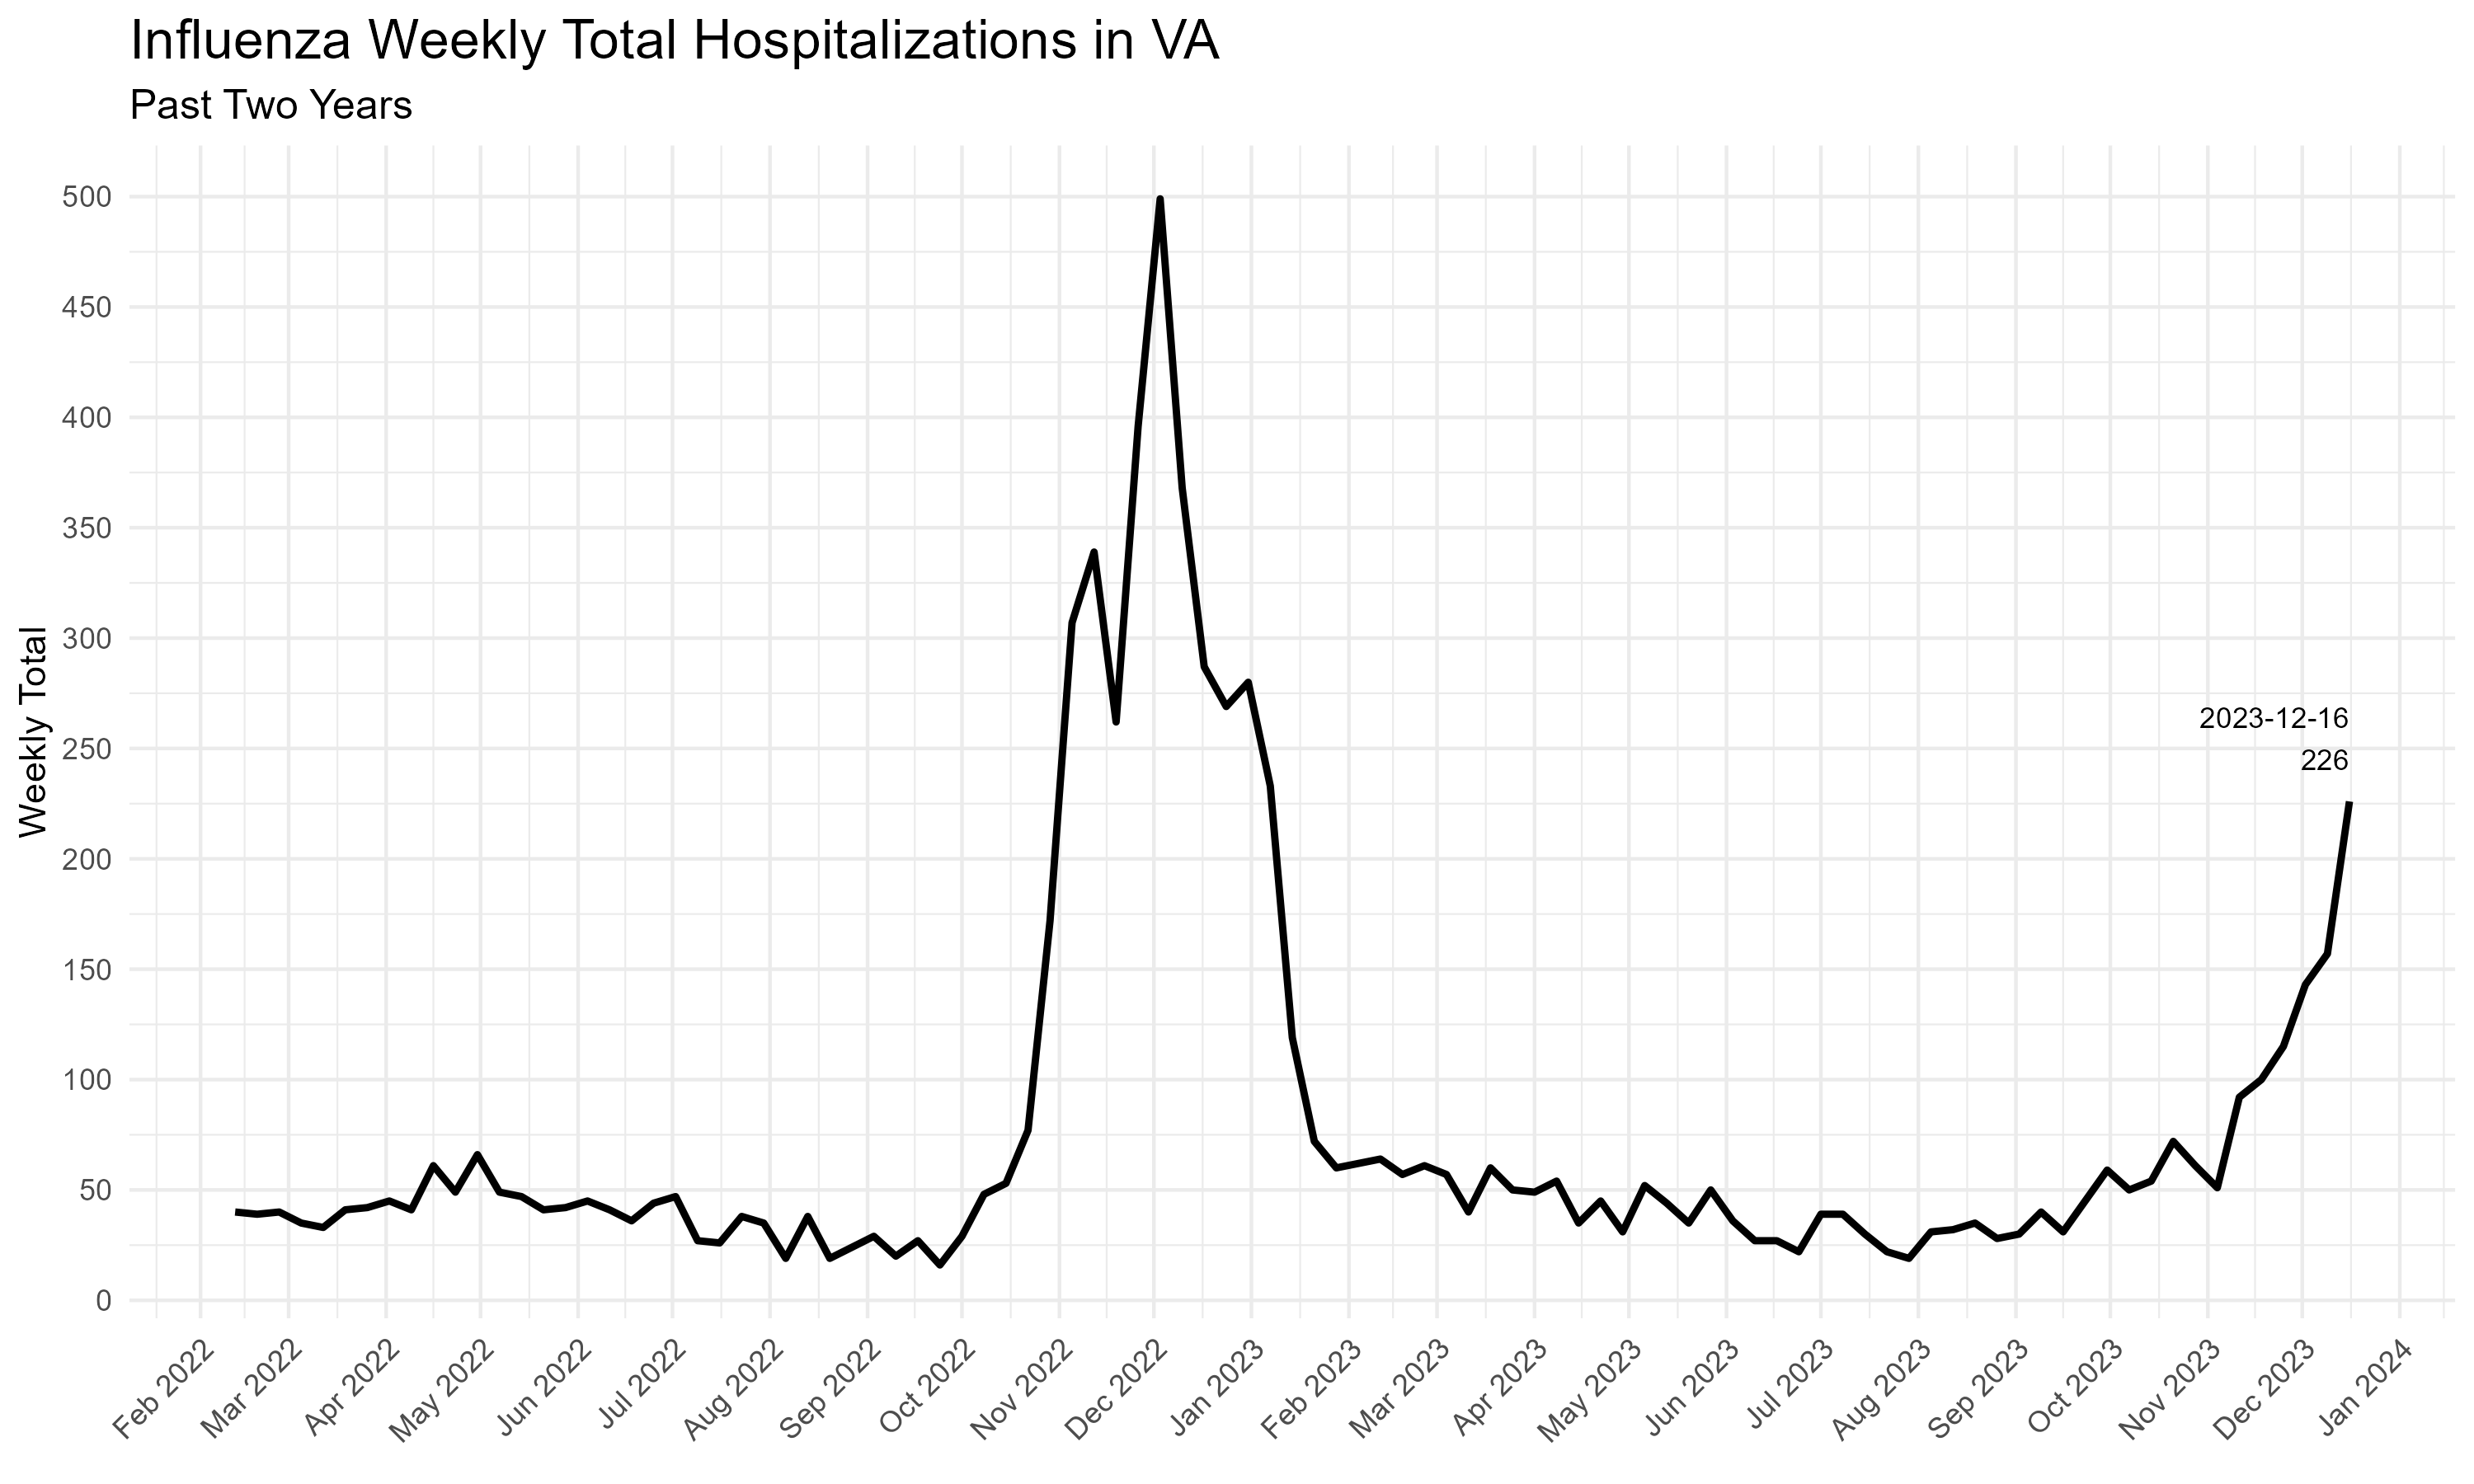 Influenza Weekly Total Hospitalizations in VA
Past Two Years
500
450
400
350
300
250
200
150
100
50
0
Weekly Total
2023-12-16
226
Feb 2022
Mar 2022
Apr 2022
May 2022
Jun 2022
Jul 2022
Aug 2022
Sep 2022
Oct 2022
Nov 2022
Dec 2022
Jan 2023
Feb 2023
Mar 2023
Apr 2023
May 2023
Jun 2023
Jul 2023
Aug 2023
Sep 2023
Oct 2023
Nov 2023
Dec 2023
Jan 2024